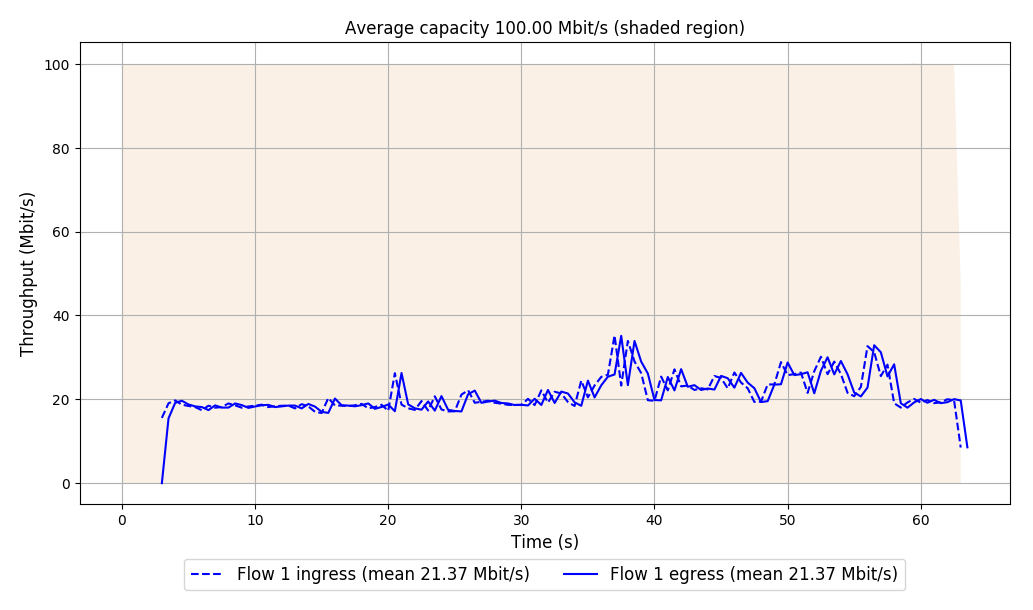 Average capacity 100.00 Mbit/s (shaded region)
100
80
60
40
20
0
Throughput (Mbit/s)
0 10 20 30 40 50 60
Time (s)
Flow 1 ingress (mean 21.37 Mbit/s) Flow 1 egress (mean 21.37 Mbit/s)